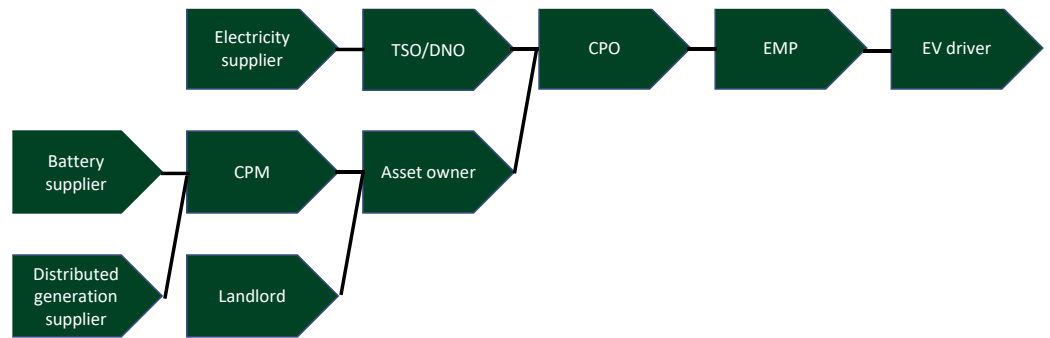 Electricity
supplier
TSO/DNO
CPO
EMP
EV driver
Battery
supplier
CPM
Asset owner
Distributed
generation
supplier
Landlord